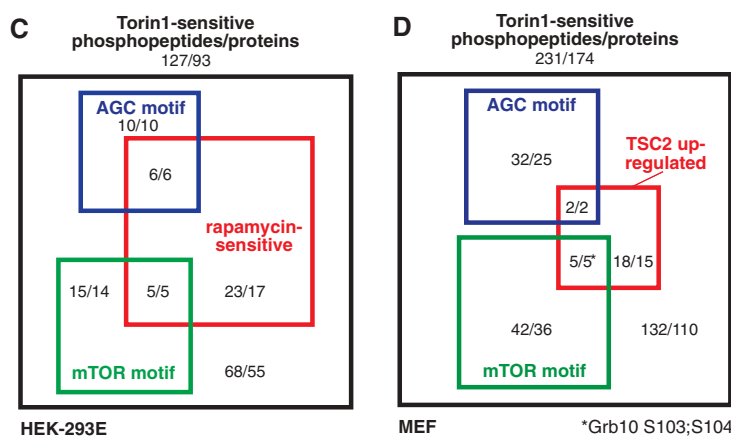 C
Torin1-sensitive
phosphopeptides/proteins
127/93
AGC motif
10/10
6/6
rapamycin-
sensitive
15/14
5/5
23/17
mTOR motif
68/55
HEK-293E
D
Torin1-sensitive
phosphopeptides/proteins
231/174
AGC motif
TSC2 up-
regulated
32/25
2/2
5/5*
18/15
42/36
132/110
mTOR motif
MEF
*Grb10 S103;S104